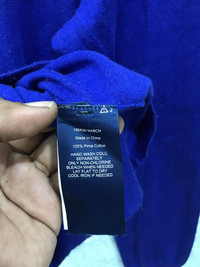 Made in China
100% Pima Cotton
HAND WASH COLD
SEPARATELY
ONLY NON-CHLORINE
BLEACH WHEN NEEDED
LAY FLAT TO DRY
COOL IRON, IF NEEDED